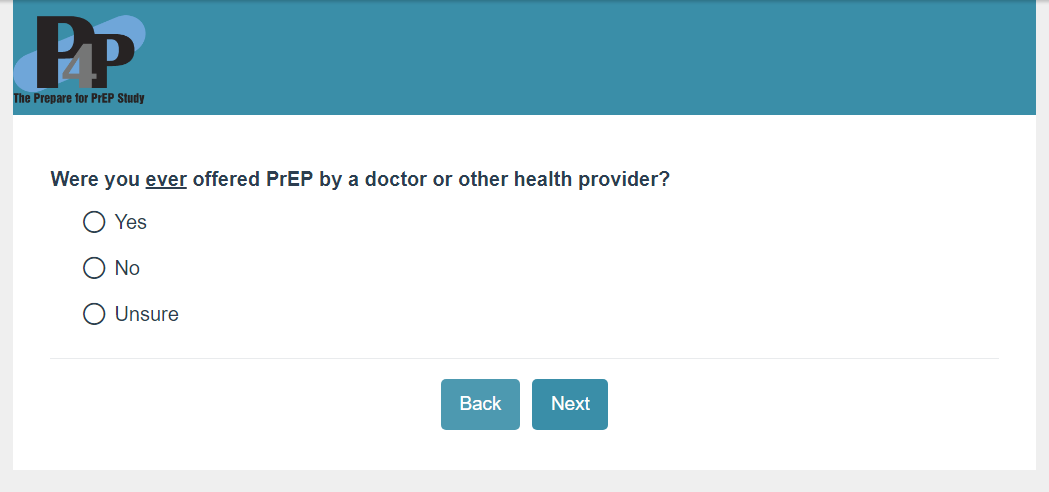 P4P
The Prepare for PrEP Study
Were you ever offered PrEP by a doctor or other health provider?
Yes
No
Unsure
Back Next